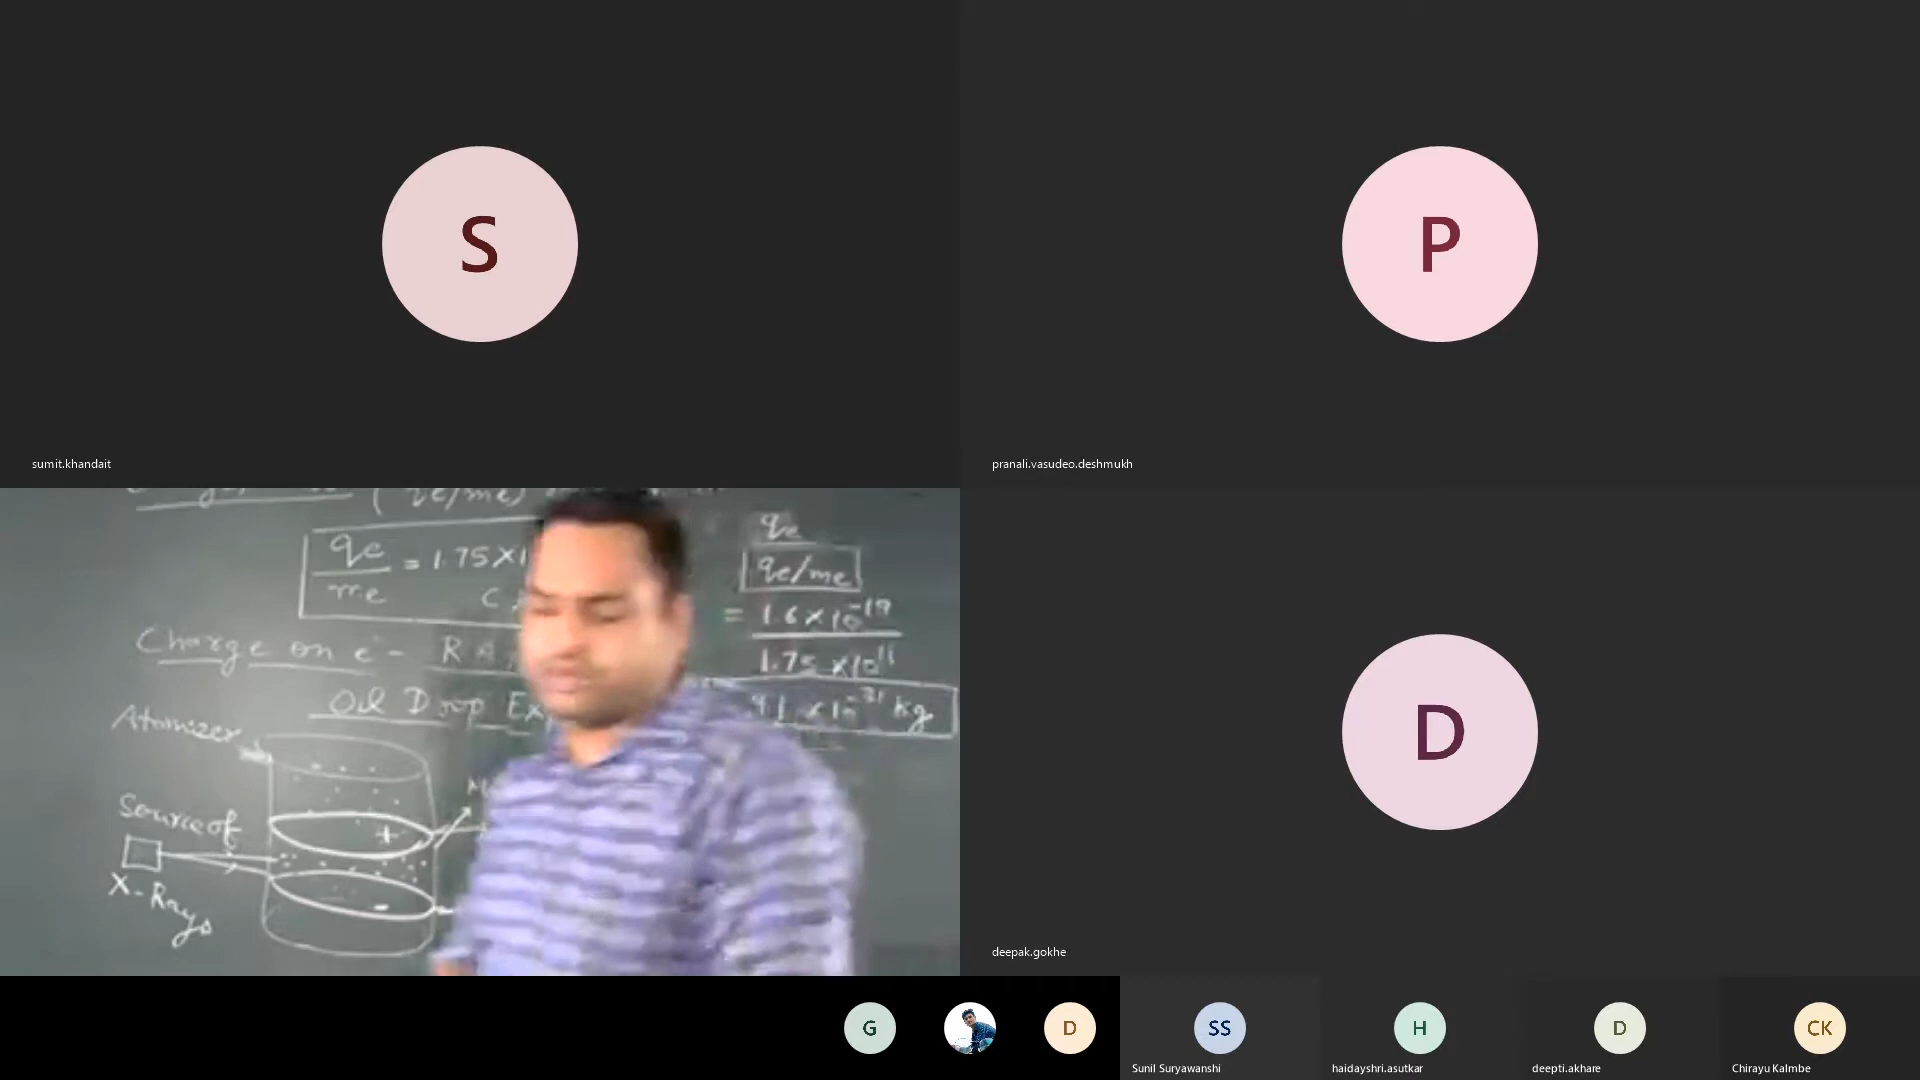 S
P
sumit.khandait
pranali.vasudeo.deshmukh
(qe/me)
qe
qe/me
qe
me
= 1.75 X 1
C
= 1.6 × 10⁻¹⁹
1.75 × 10¹¹
9.1 × 10⁻³¹ kg
Charge on e⁻ - R A
Oil Drop Ex
Atomizer
Source of
X-Rays
+
-
D
deepak.gokhe
G
D
SS
H
D
CK
Sunil Suryawanshi
haidayshri.asutkar
deepti.akhare
Chirayu Kalmbe